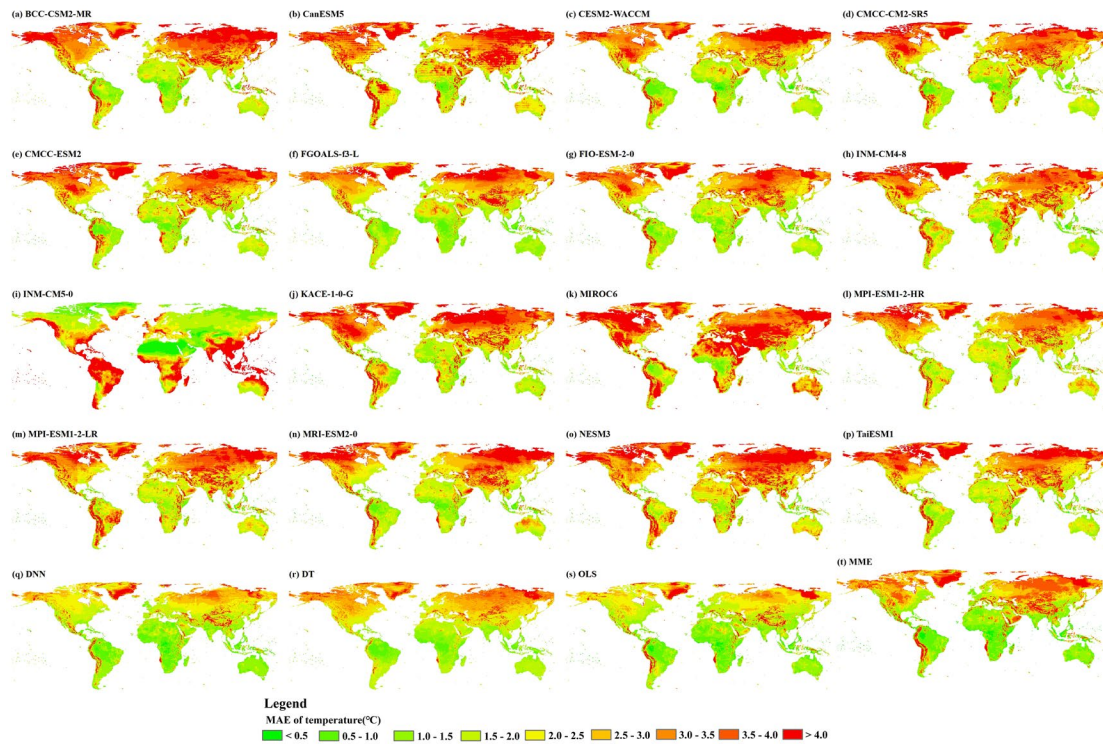 (a) BCC-CSM2-MR
(b) CanESM5
(c) CESM2-WACCM
(d) CMCC-CM2-SR5
(e) CMCC-ESM2
(f) FGOALS-f3-L
(g) FIO-ESM-2-0
(h) INM-CM4-8
(i) INM-CM5-0
(j) KACE-1-0-G
(k) MIROC6
(l) MPI-ESM1-2-HR
(m) MPI-ESM1-2-LR
(n) MRI-ESM2-0
(o) NESM3
(p) TaiESM1
(q) DNN
(r) DT
(s) OLS
(t) MME
Legend
MAE of temperature(°C)
< 0.5 0.5 - 1.0 1.0 - 1.5 1.5 - 2.0 2.0 - 2.5 2.5 - 3.0 3.0 - 3.5 3.5 - 4.0 > 4.0